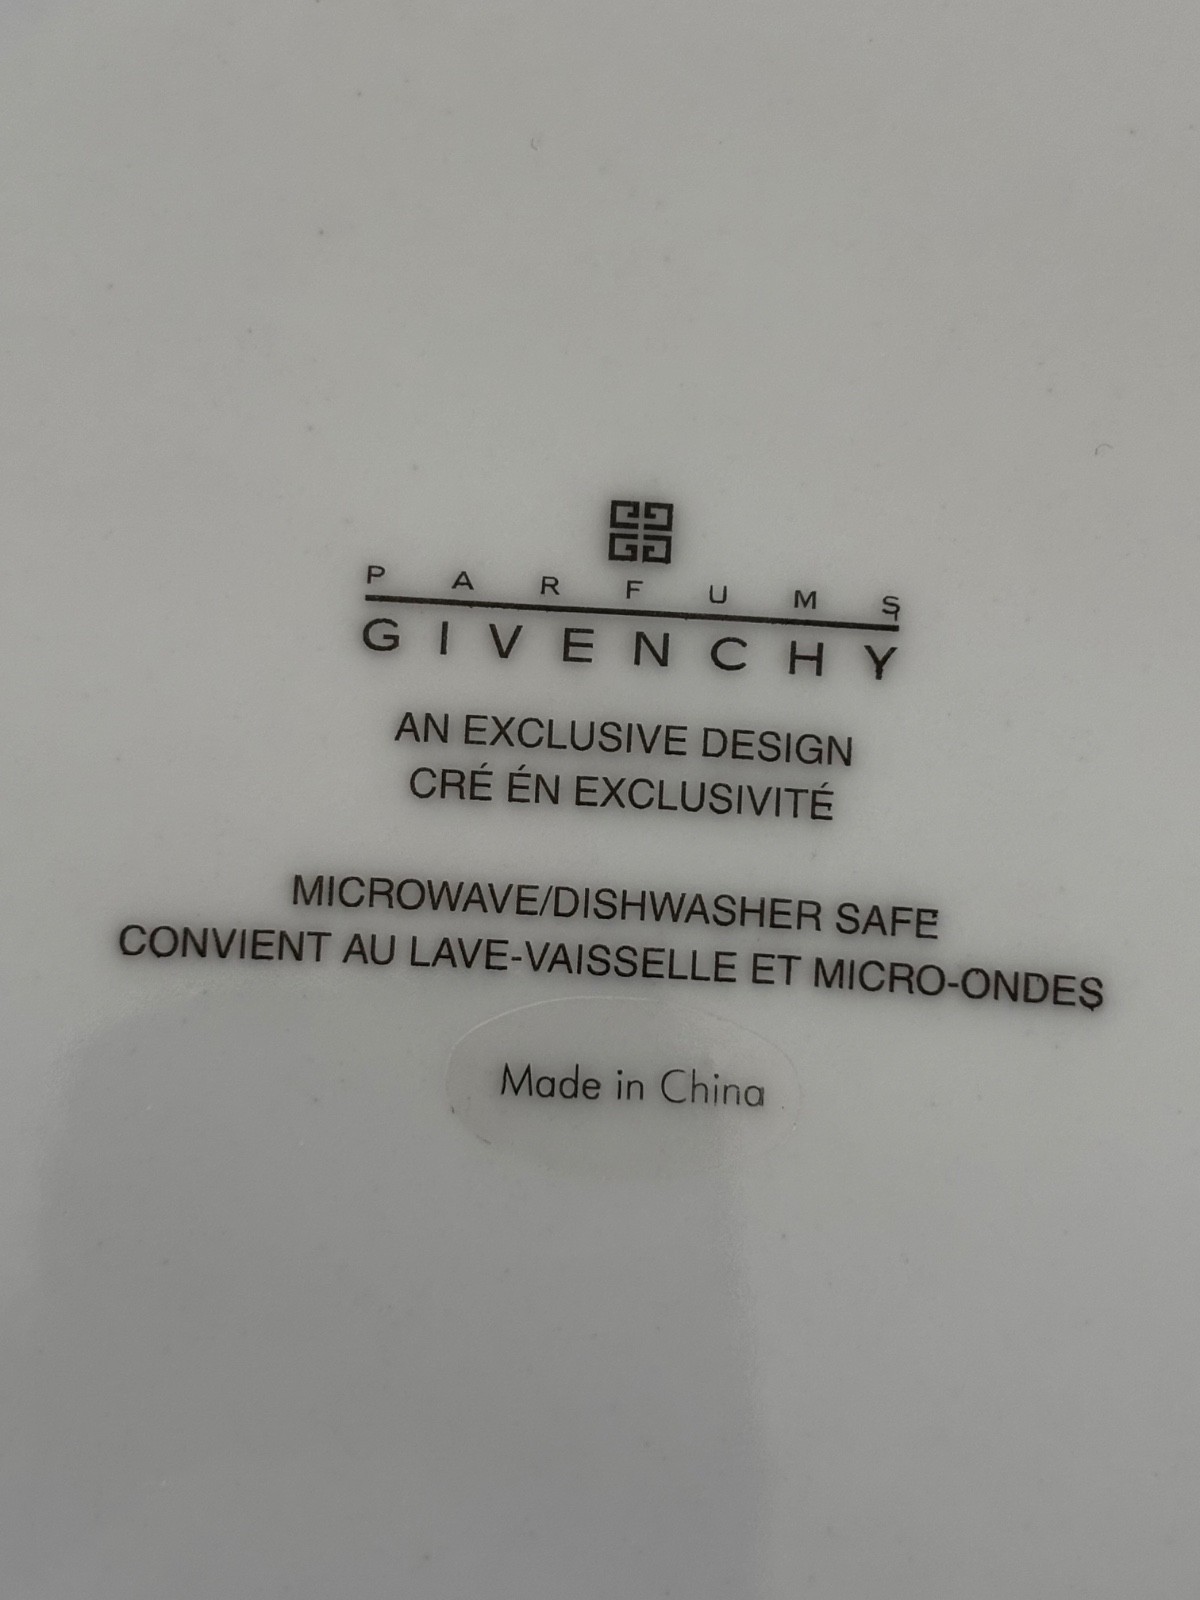 PARFUMS
GIVENCHY
AN EXCLUSIVE DESIGN
CRÉ ÉN EXCLUSIVITÉ
MICROWAVE/DISHWASHER SAFE
CONVIENT AU LAVE-VAISSELLE ET MICRO-ONDES
Made in China